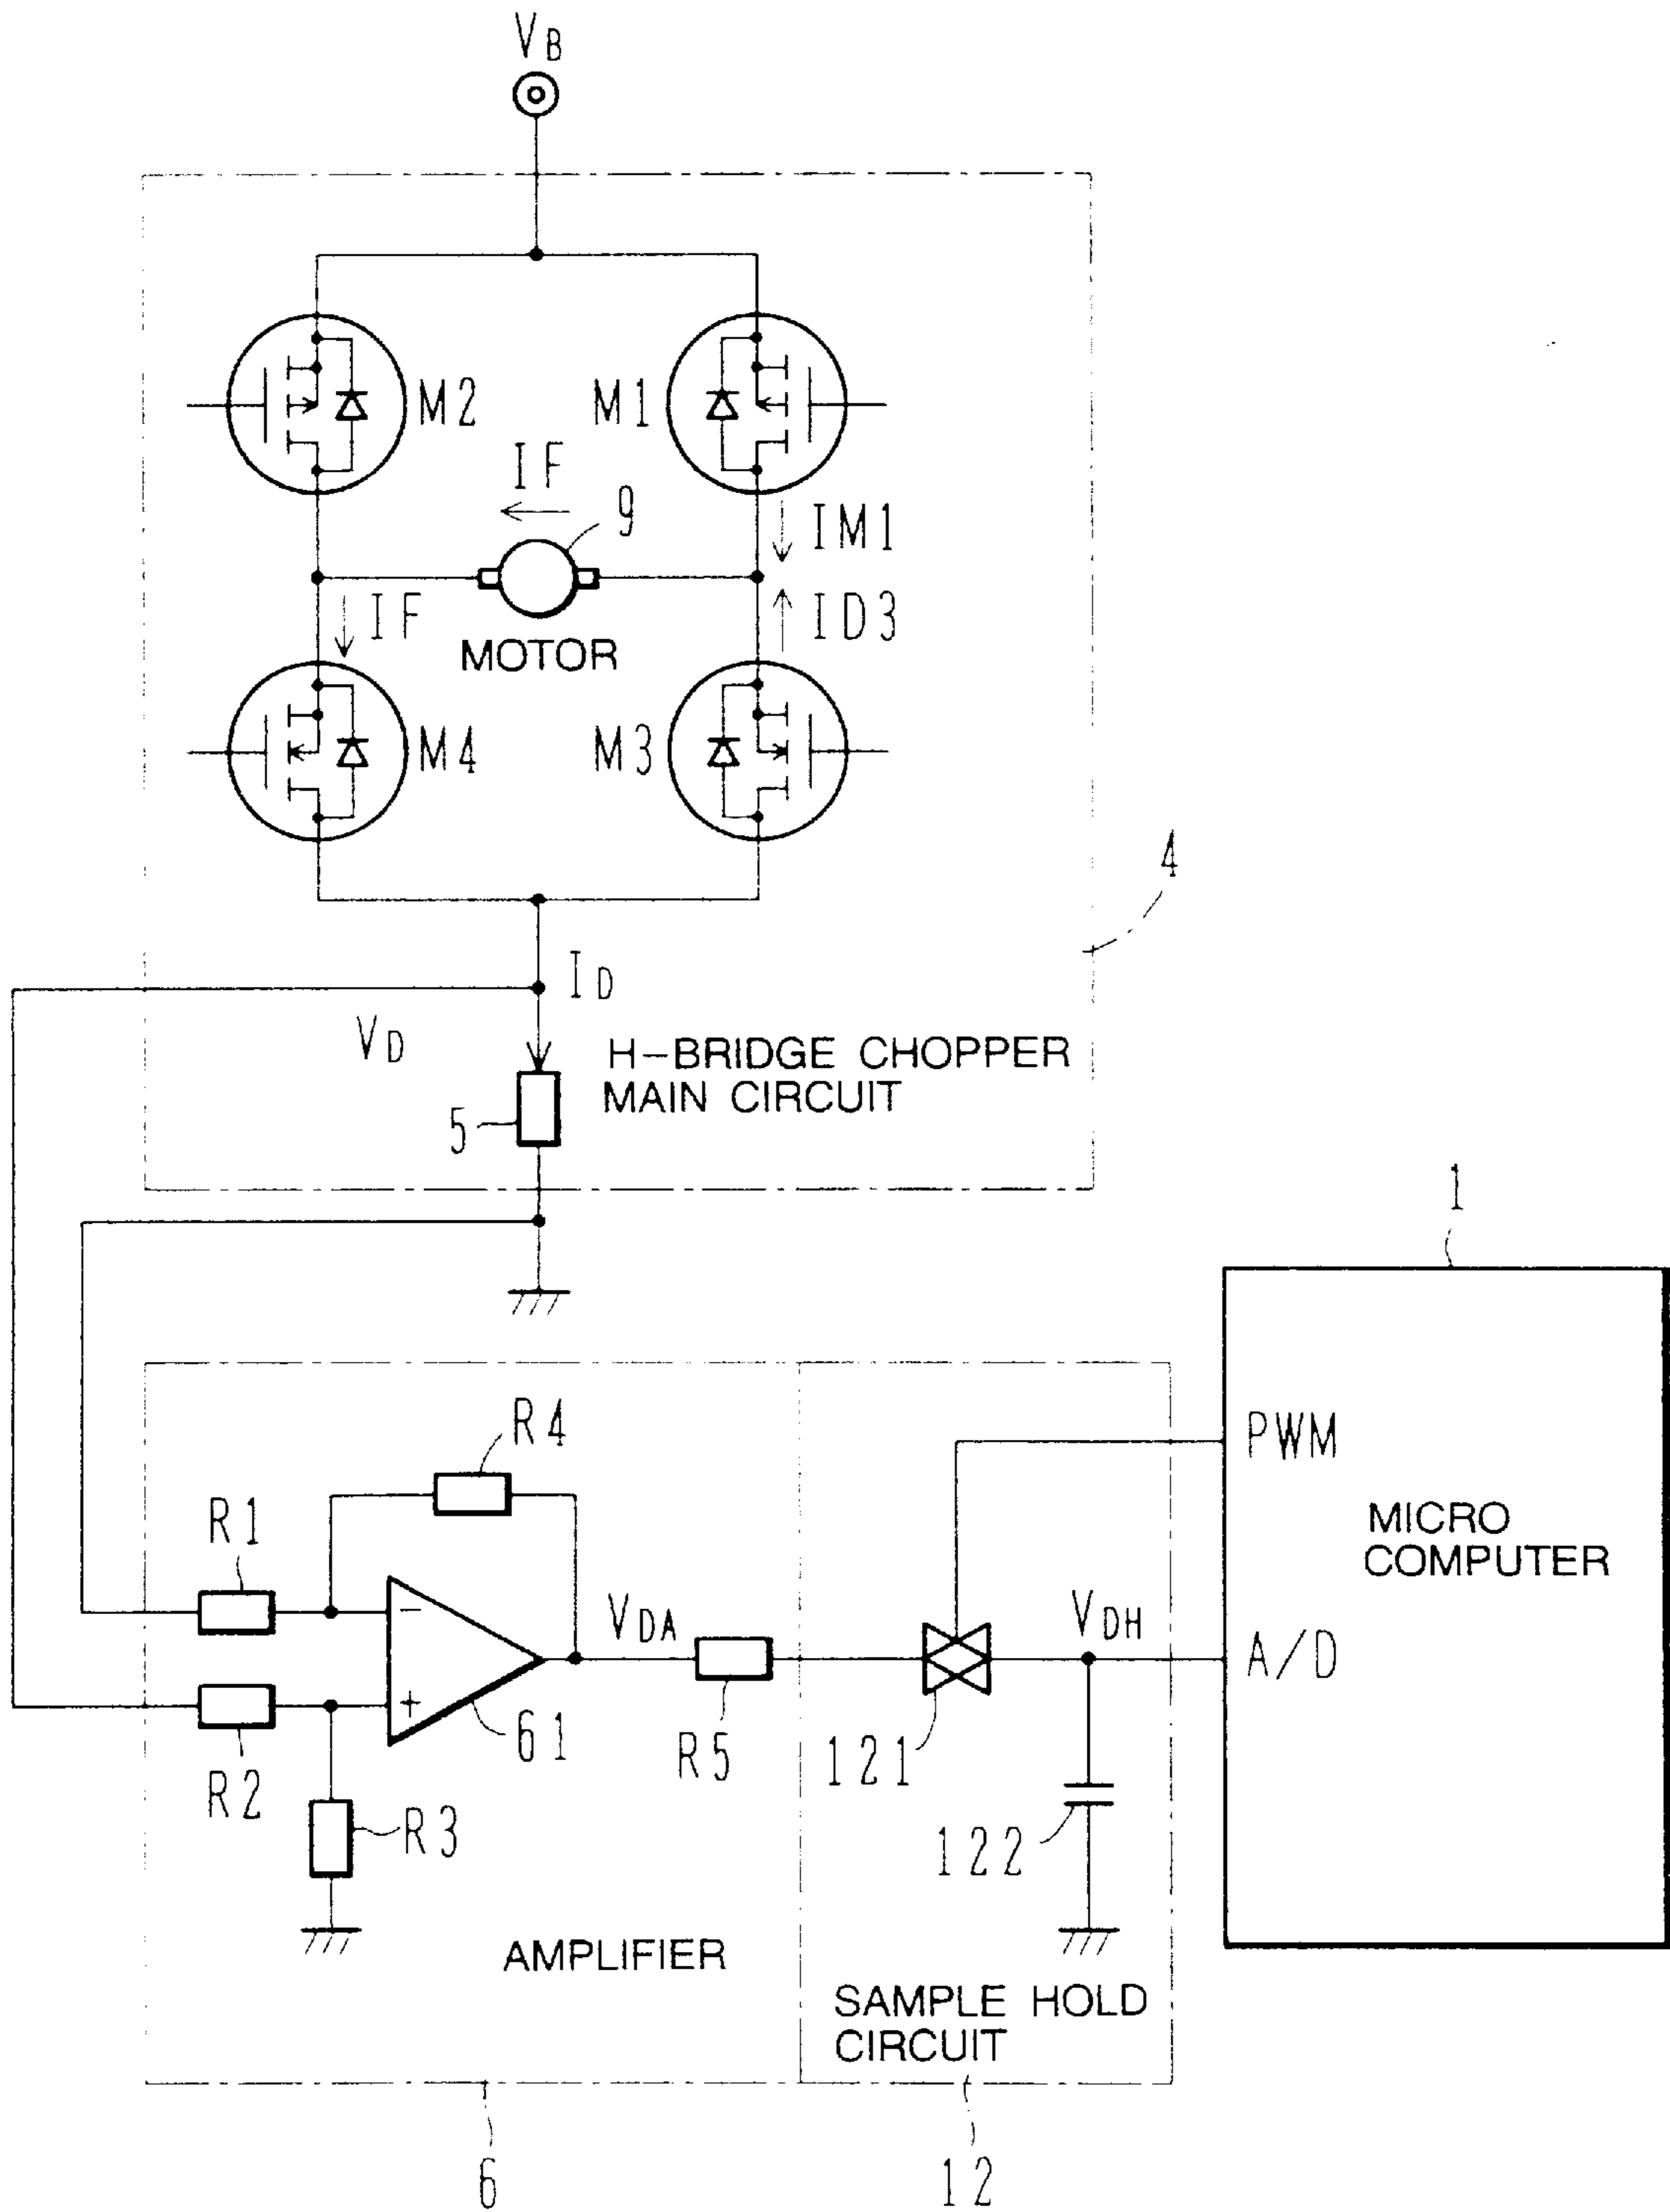 VB
M2
M1
IF
9
IM1
IF
ID3
MOTOR
M4
M3
4
ID
VD
H-BRIDGE CHOPPER
MAIN CIRCUIT
5
1
R4
PWM
R1
MICRO
COMPUTER
-
VDA
VDH
A/D
+
61
R5
121
R2
R3
122
AMPLIFIER
SAMPLE HOLD
CIRCUIT
6
12